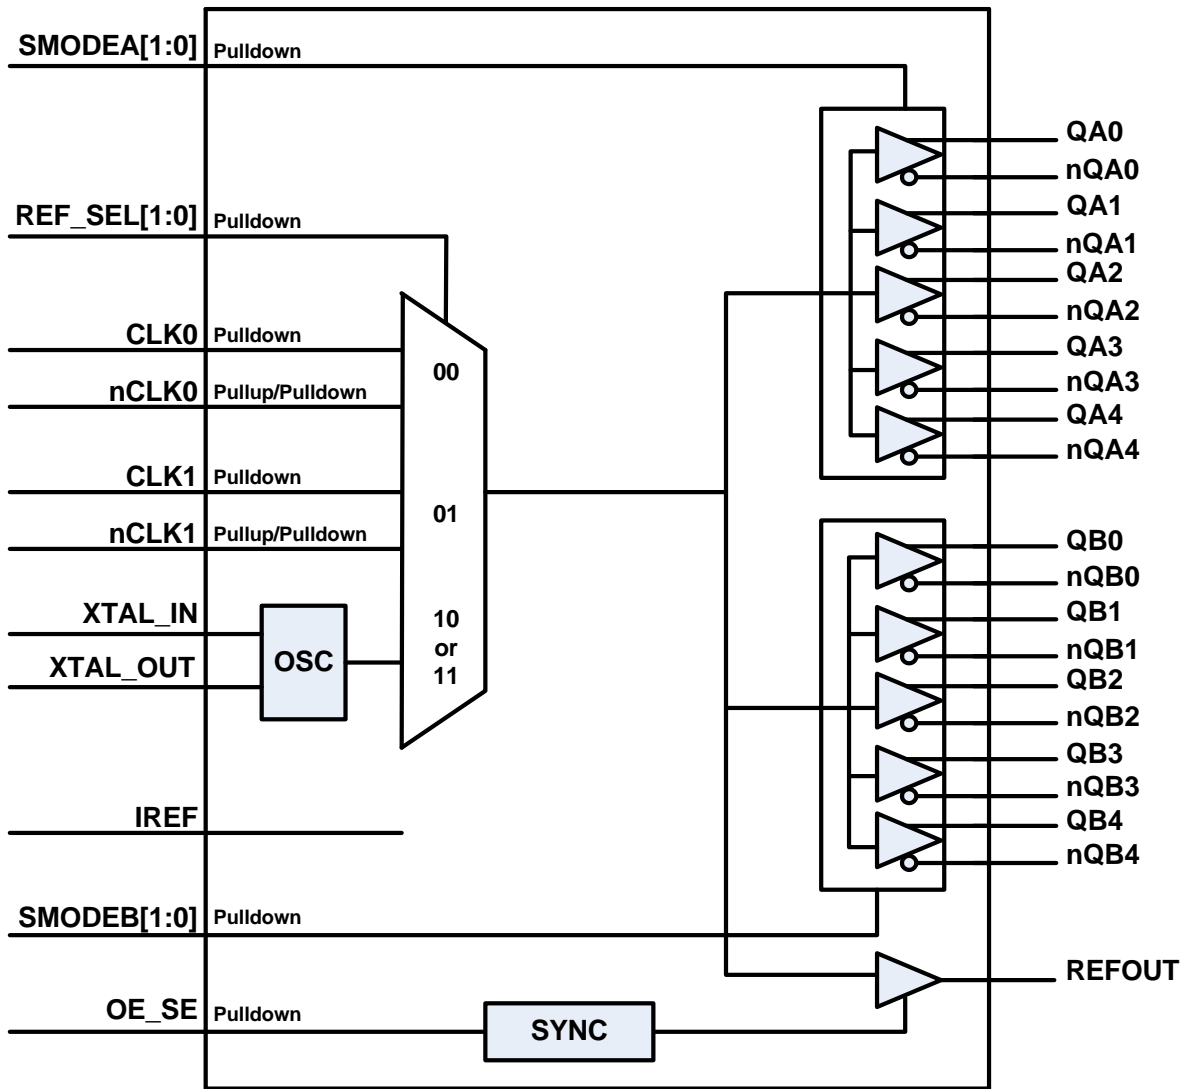 SMODEA[1:0] Pulldown
QA0
nQA0
REF_SEL[1:0] Pulldown
QA1
nQA1
QA2
nQA2
CLK0 Pulldown
QA3
00
nCLK0 Pullup/Pulldown
nQA3
QA4
nQA4
CLK1 Pulldown
01
nCLK1 Pullup/Pulldown
QB0
nQB0
XTAL_IN
10
or
11
QB1
nQB1
XTAL_OUT
OSC
QB2
nQB2
QB3
nQB3
IREF
QB4
nQB4
SMODEB[1:0] Pulldown
REFOUT
OE_SE Pulldown
SYNC